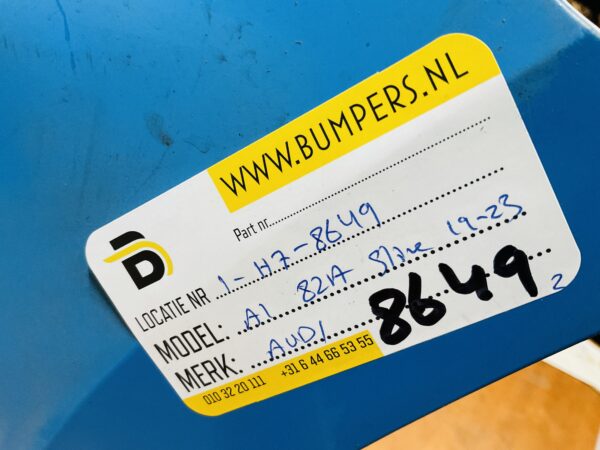 WWW.BUMPERS.NL
Part nr.
LOCATIE NR 1-H7-8649
MODEL: A1 82A Sline 19-23
MERK: AUDI 8649
010 32 20 111 +31 6 44 66 53 55
2